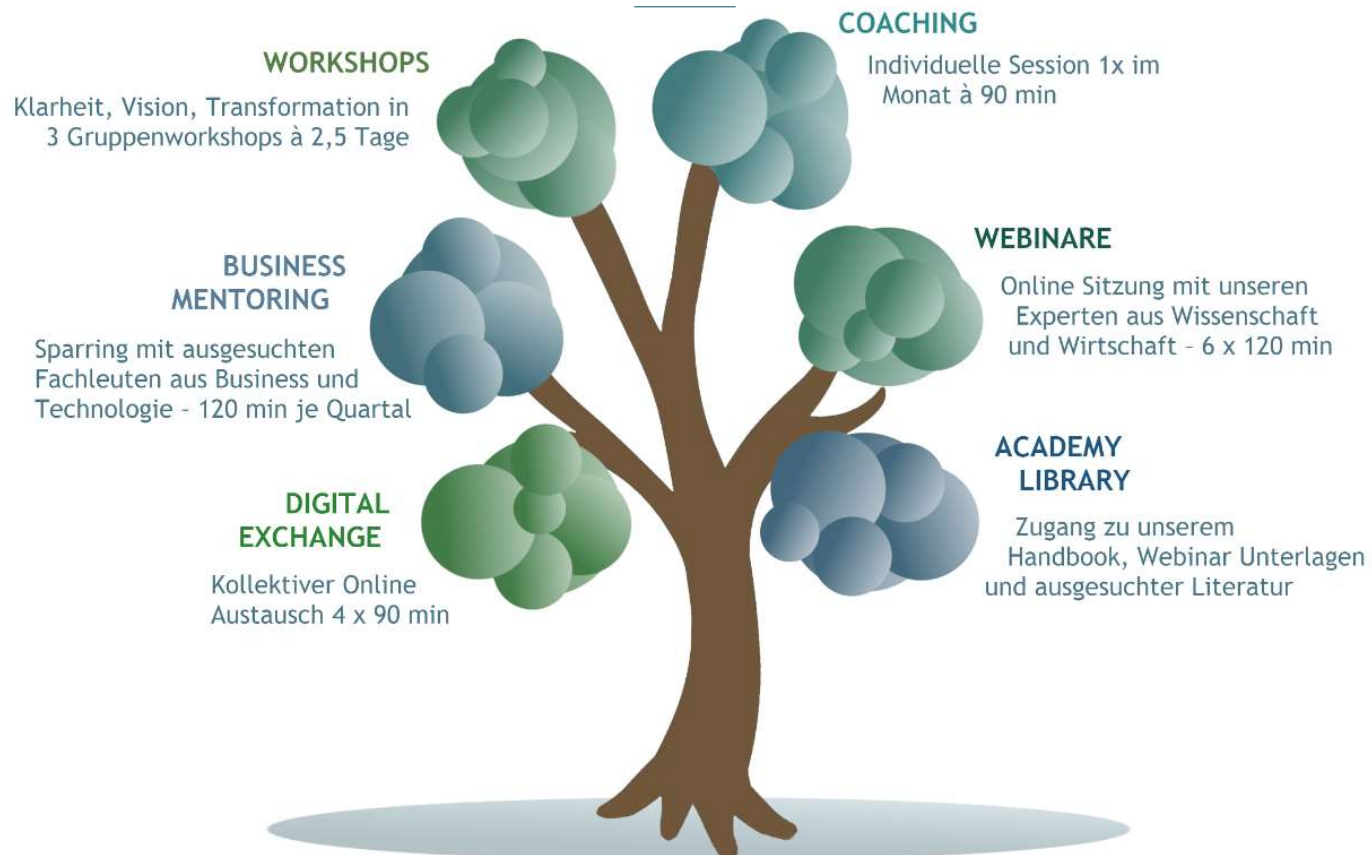 WORKSHOPS
Klarheit, Vision, Transformation in
3 Gruppenworkshops à 2,5 Tage
COACHING
Individuelle Session 1x im
Monat à 90 min
BUSINESS
MENTORING
Sparring mit ausgesuchten
Fachleuten aus Business und
Technologie - 120 min je Quartal
WEBINARE
Online Sitzung mit unseren
Experten aus Wissenschaft
und Wirtschaft - 6 x 120 min
DIGITAL
EXCHANGE
Kollektiver Online
Austausch 4 x 90 min
ACADEMY
LIBRARY
Zugang zu unserem
Handbook, Webinar Unterlagen
und ausgesuchter Literatur